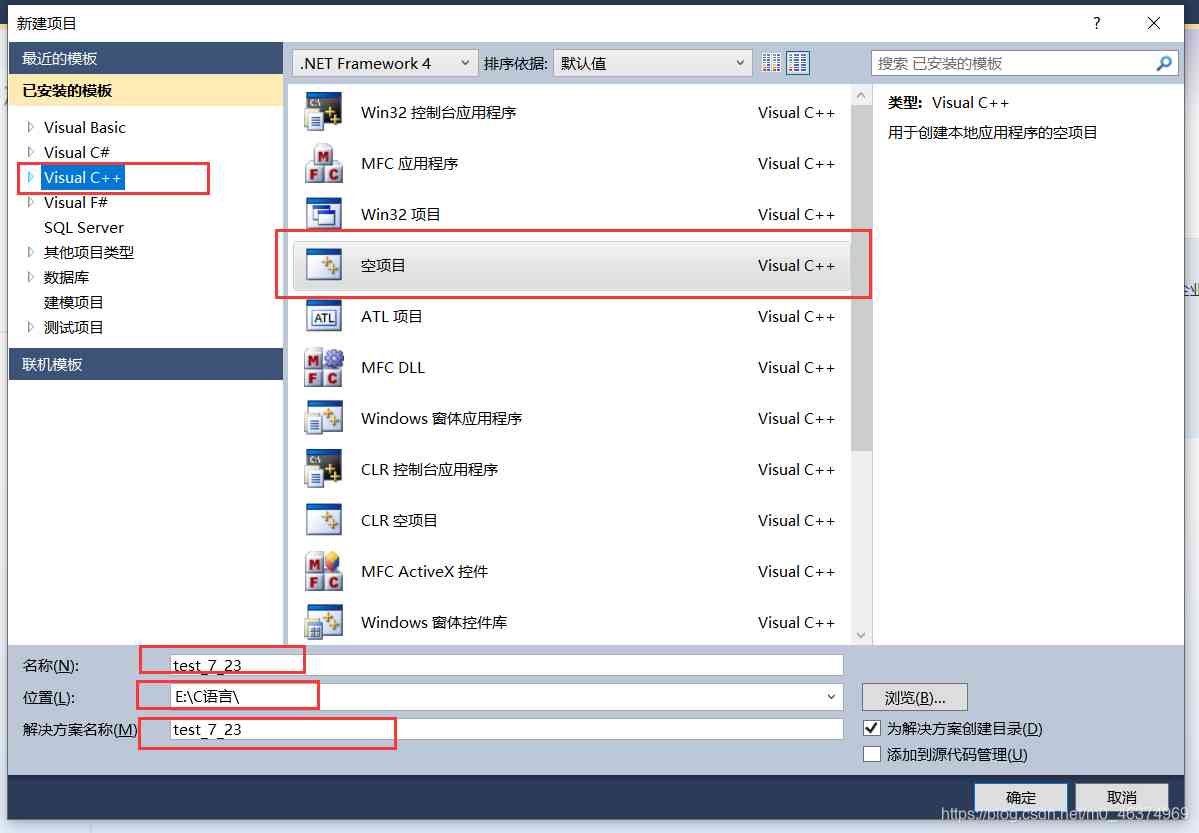 新建项目
?
最近的模板
已安装的模板
Visual Basic
Visual C#
Visual C++
Visual F#
SQL Server
其他项目类型
数据库
建模项目
测试项目
联机模板
.NET Framework 4
排序依据: 默认值
搜索 已安装的模板
Win32 控制台应用程序 Visual C++
MFC 应用程序 Visual C++
Win32 项目 Visual C++
空项目 Visual C++
ATL 项目 Visual C++
MFC DLL Visual C++
Windows 窗体应用程序 Visual C++
CLR 控制台应用程序 Visual C++
CLR 空项目 Visual C++
MFC ActiveX 控件 Visual C++
Windows 窗体控件库 Visual C++
类型: Visual C++
用于创建本地应用程序的空项目
名称(N): test_7_23
位置(L): E:\C语言\
浏览(B)...
解决方案名称(M) test_7_23
为解决方案创建目录(D)
添加到源代码管理(U)
确定
取消
https://blog.csdn.net/m0_46374969